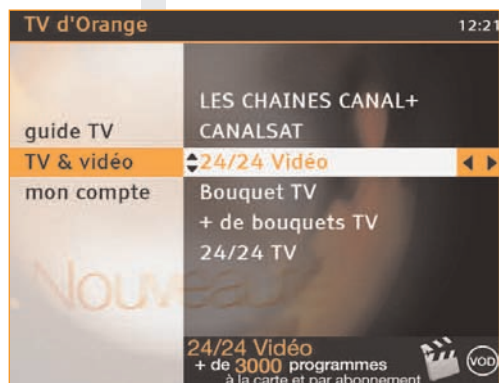 TV d'Orange 12:21
LES CHAINES CANAL+
guide TV CANALSAT
TV & vidéo 24/24 Vidéo
mon compte Bouquet TV
+ de bouquets TV
24/24 TV
Nouveau
24/24 Vidéo
+ de 3000 programmes
à la carte et par abonnement
VOD